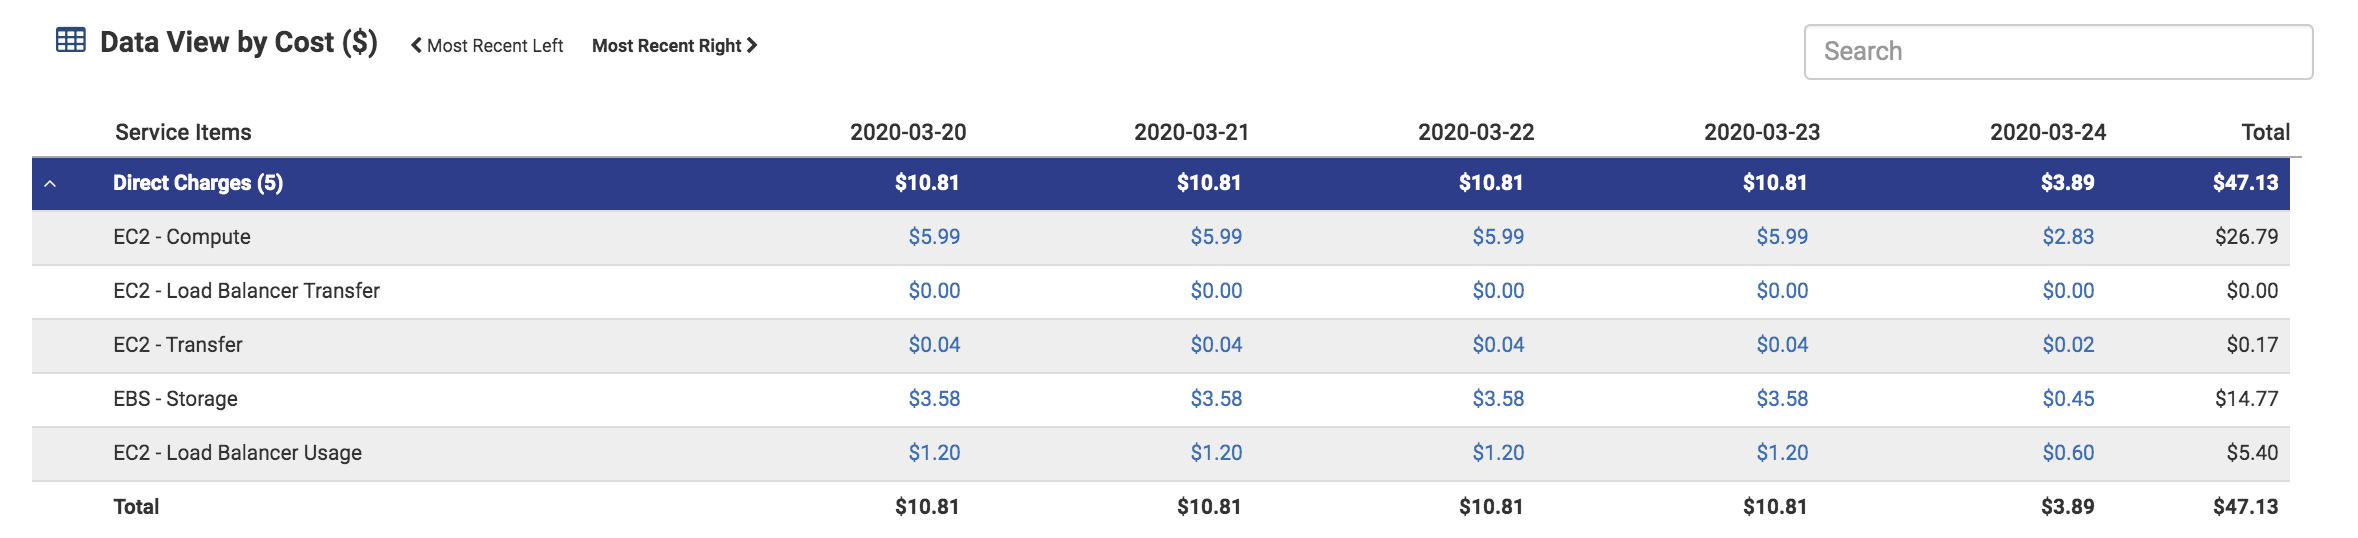 Data View by Cost ($) Most Recent Left Most Recent Right Search
Service Items 2020-03-20 2020-03-21 2020-03-22 2020-03-23 2020-03-24 Total
Direct Charges (5) $10.81 $10.81 $10.81 $10.81 $3.89 $47.13
EC2 - Compute $5.99 $5.99 $5.99 $5.99 $2.83 $26.79
EC2 - Load Balancer Transfer $0.00 $0.00 $0.00 $0.00 $0.00 $0.00
EC2 - Transfer $0.04 $0.04 $0.04 $0.04 $0.02 $0.17
EBS - Storage $3.58 $3.58 $3.58 $3.58 $0.45 $14.77
EC2 - Load Balancer Usage $1.20 $1.20 $1.20 $1.20 $0.60 $5.40
Total $10.81 $10.81 $10.81 $10.81 $3.89 $47.13